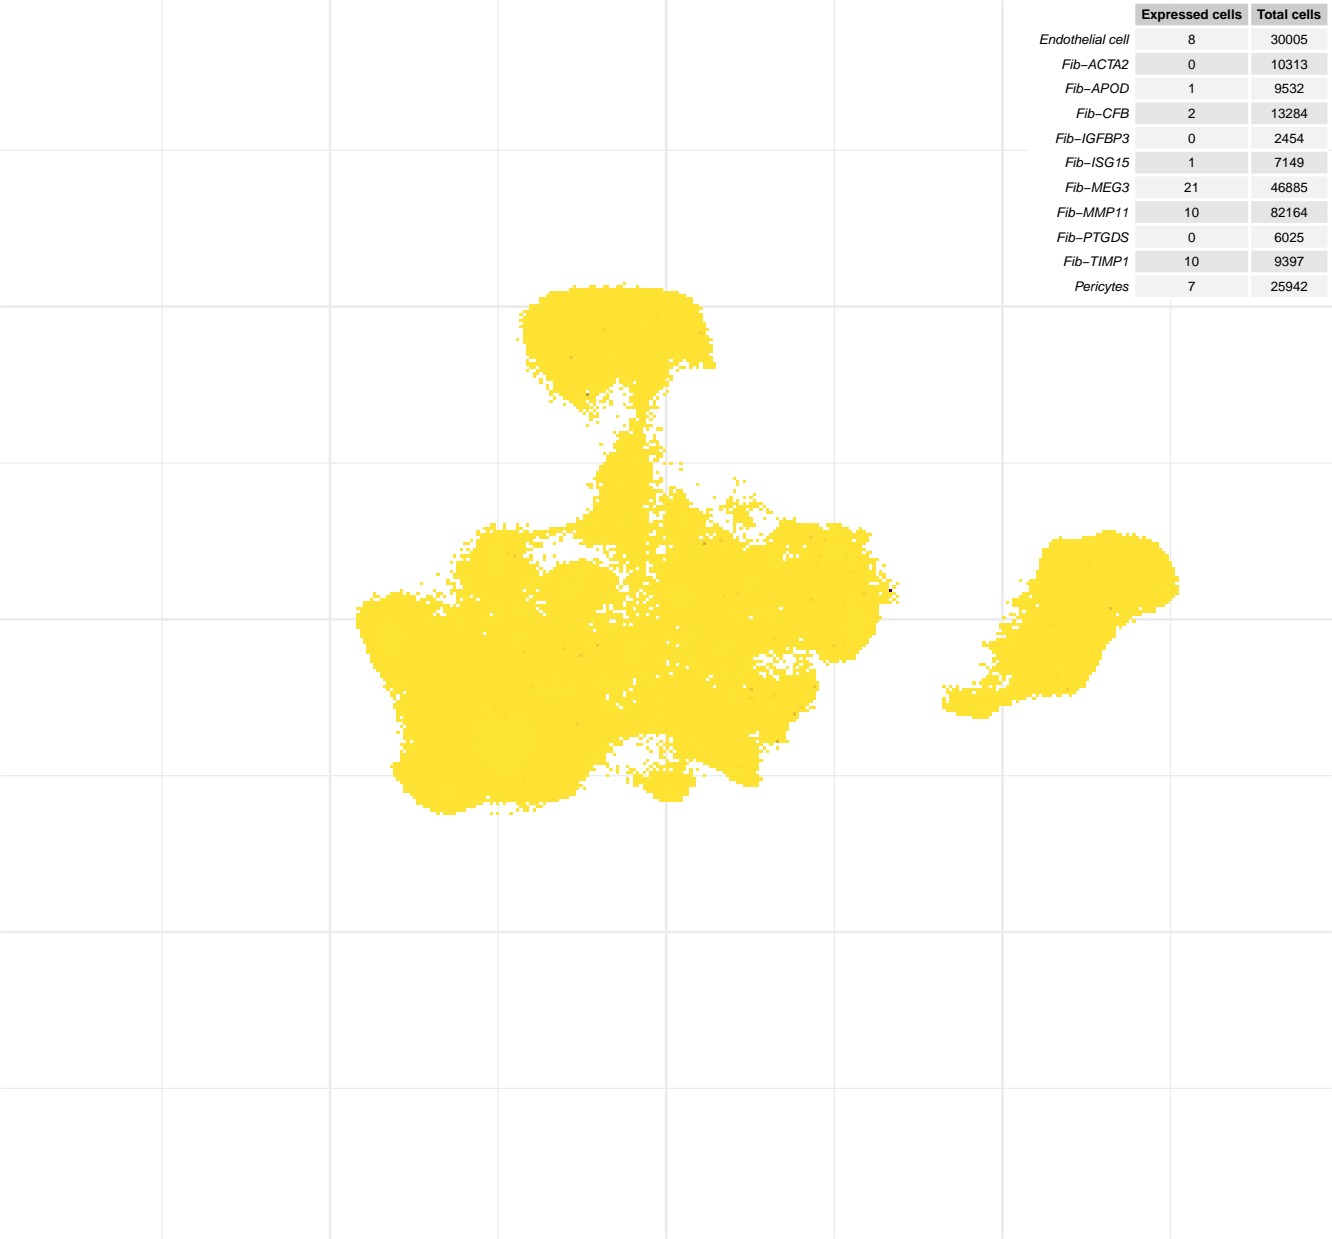 Expressed cells Total cells
Endothelial cell 8 30005
Fib−ACTA2 0 10313
Fib−APOD 1 9532
Fib−CFB 2 13284
Fib−IGFBP3 0 2454
Fib−ISG15 1 7149
Fib−MEG3 21 46885
Fib−MMP11 10 82164
Fib−PTGDS 0 6025
Fib−TIMP1 10 9397
Pericytes 7 25942